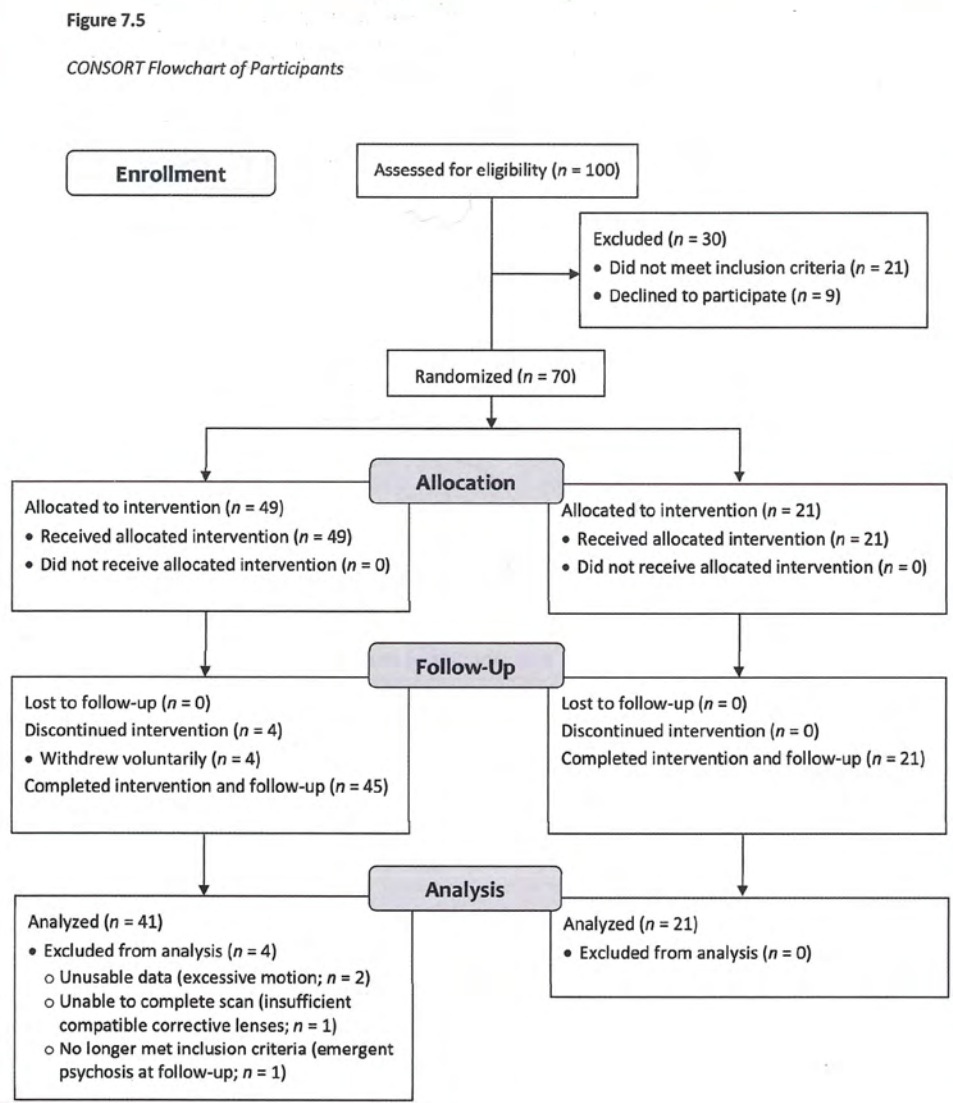 Figure 7.5
CONSORT Flowchart of Participants
Enrollment
Assessed for eligibility (n = 100)
Excluded (n = 30)
• Did not meet inclusion criteria (n = 21)
• Declined to participate (n = 9)
Randomized (n = 70)
Allocation
Allocated to intervention (n = 49)
• Received allocated intervention (n = 49)
• Did not receive allocated intervention (n = 0)
Allocated to intervention (n = 21)
• Received allocated intervention (n = 21)
• Did not receive allocated intervention (n = 0)
Follow-Up
Lost to follow-up (n = 0)
Discontinued intervention (n = 4)
• Withdrew voluntarily (n = 4)
Completed intervention and follow-up (n = 45)
Lost to follow-up (n = 0)
Discontinued intervention (n = 0)
Completed intervention and follow-up (n = 21)
Analysis
Analyzed (n = 41)
• Excluded from analysis (n = 4)
o Unusable data (excessive motion; n = 2)
o Unable to complete scan (insufficient
compatible corrective lenses; n = 1)
o No longer met inclusion criteria (emergent
psychosis at follow-up; n = 1)
Analyzed (n = 21)
• Excluded from analysis (n = 0)